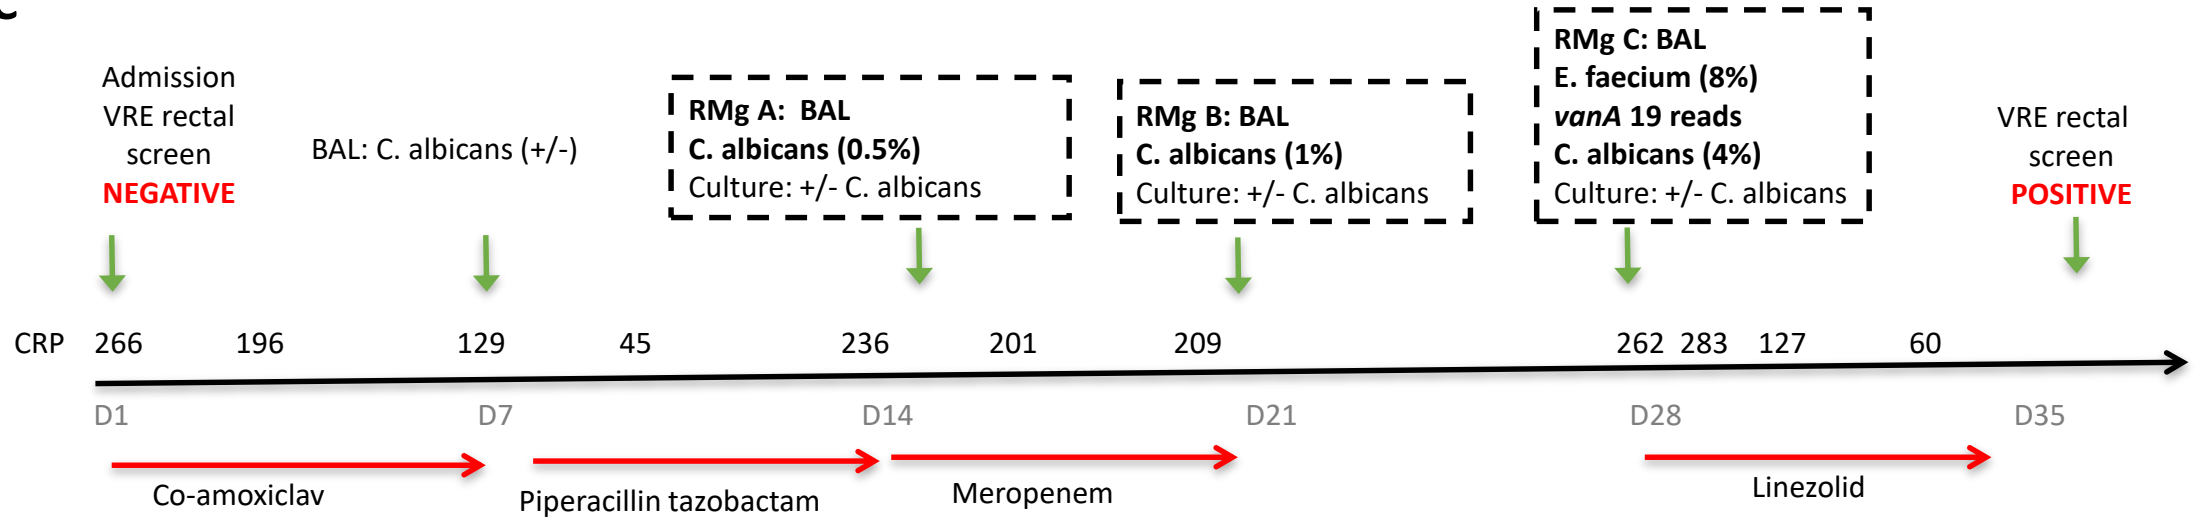 C
Admission
VRE rectal
screen
NEGATIVE
BAL: C. albicans (+/-)
RMg A: BAL
C. albicans (0.5%)
Culture: +/- C. albicans
RMg B: BAL
C. albicans (1%)
Culture: +/- C. albicans
RMg C: BAL
E. faecium (8%)
vanA 19 reads
C. albicans (4%)
Culture: +/- C. albicans
VRE rectal
screen
POSITIVE
CRP 266 196 129 45 236 201 209 262 283 127 60
D1 D7 D14 D21 D28 D35
Co-amoxiclav
Piperacillin tazobactam
Meropenem
Linezolid